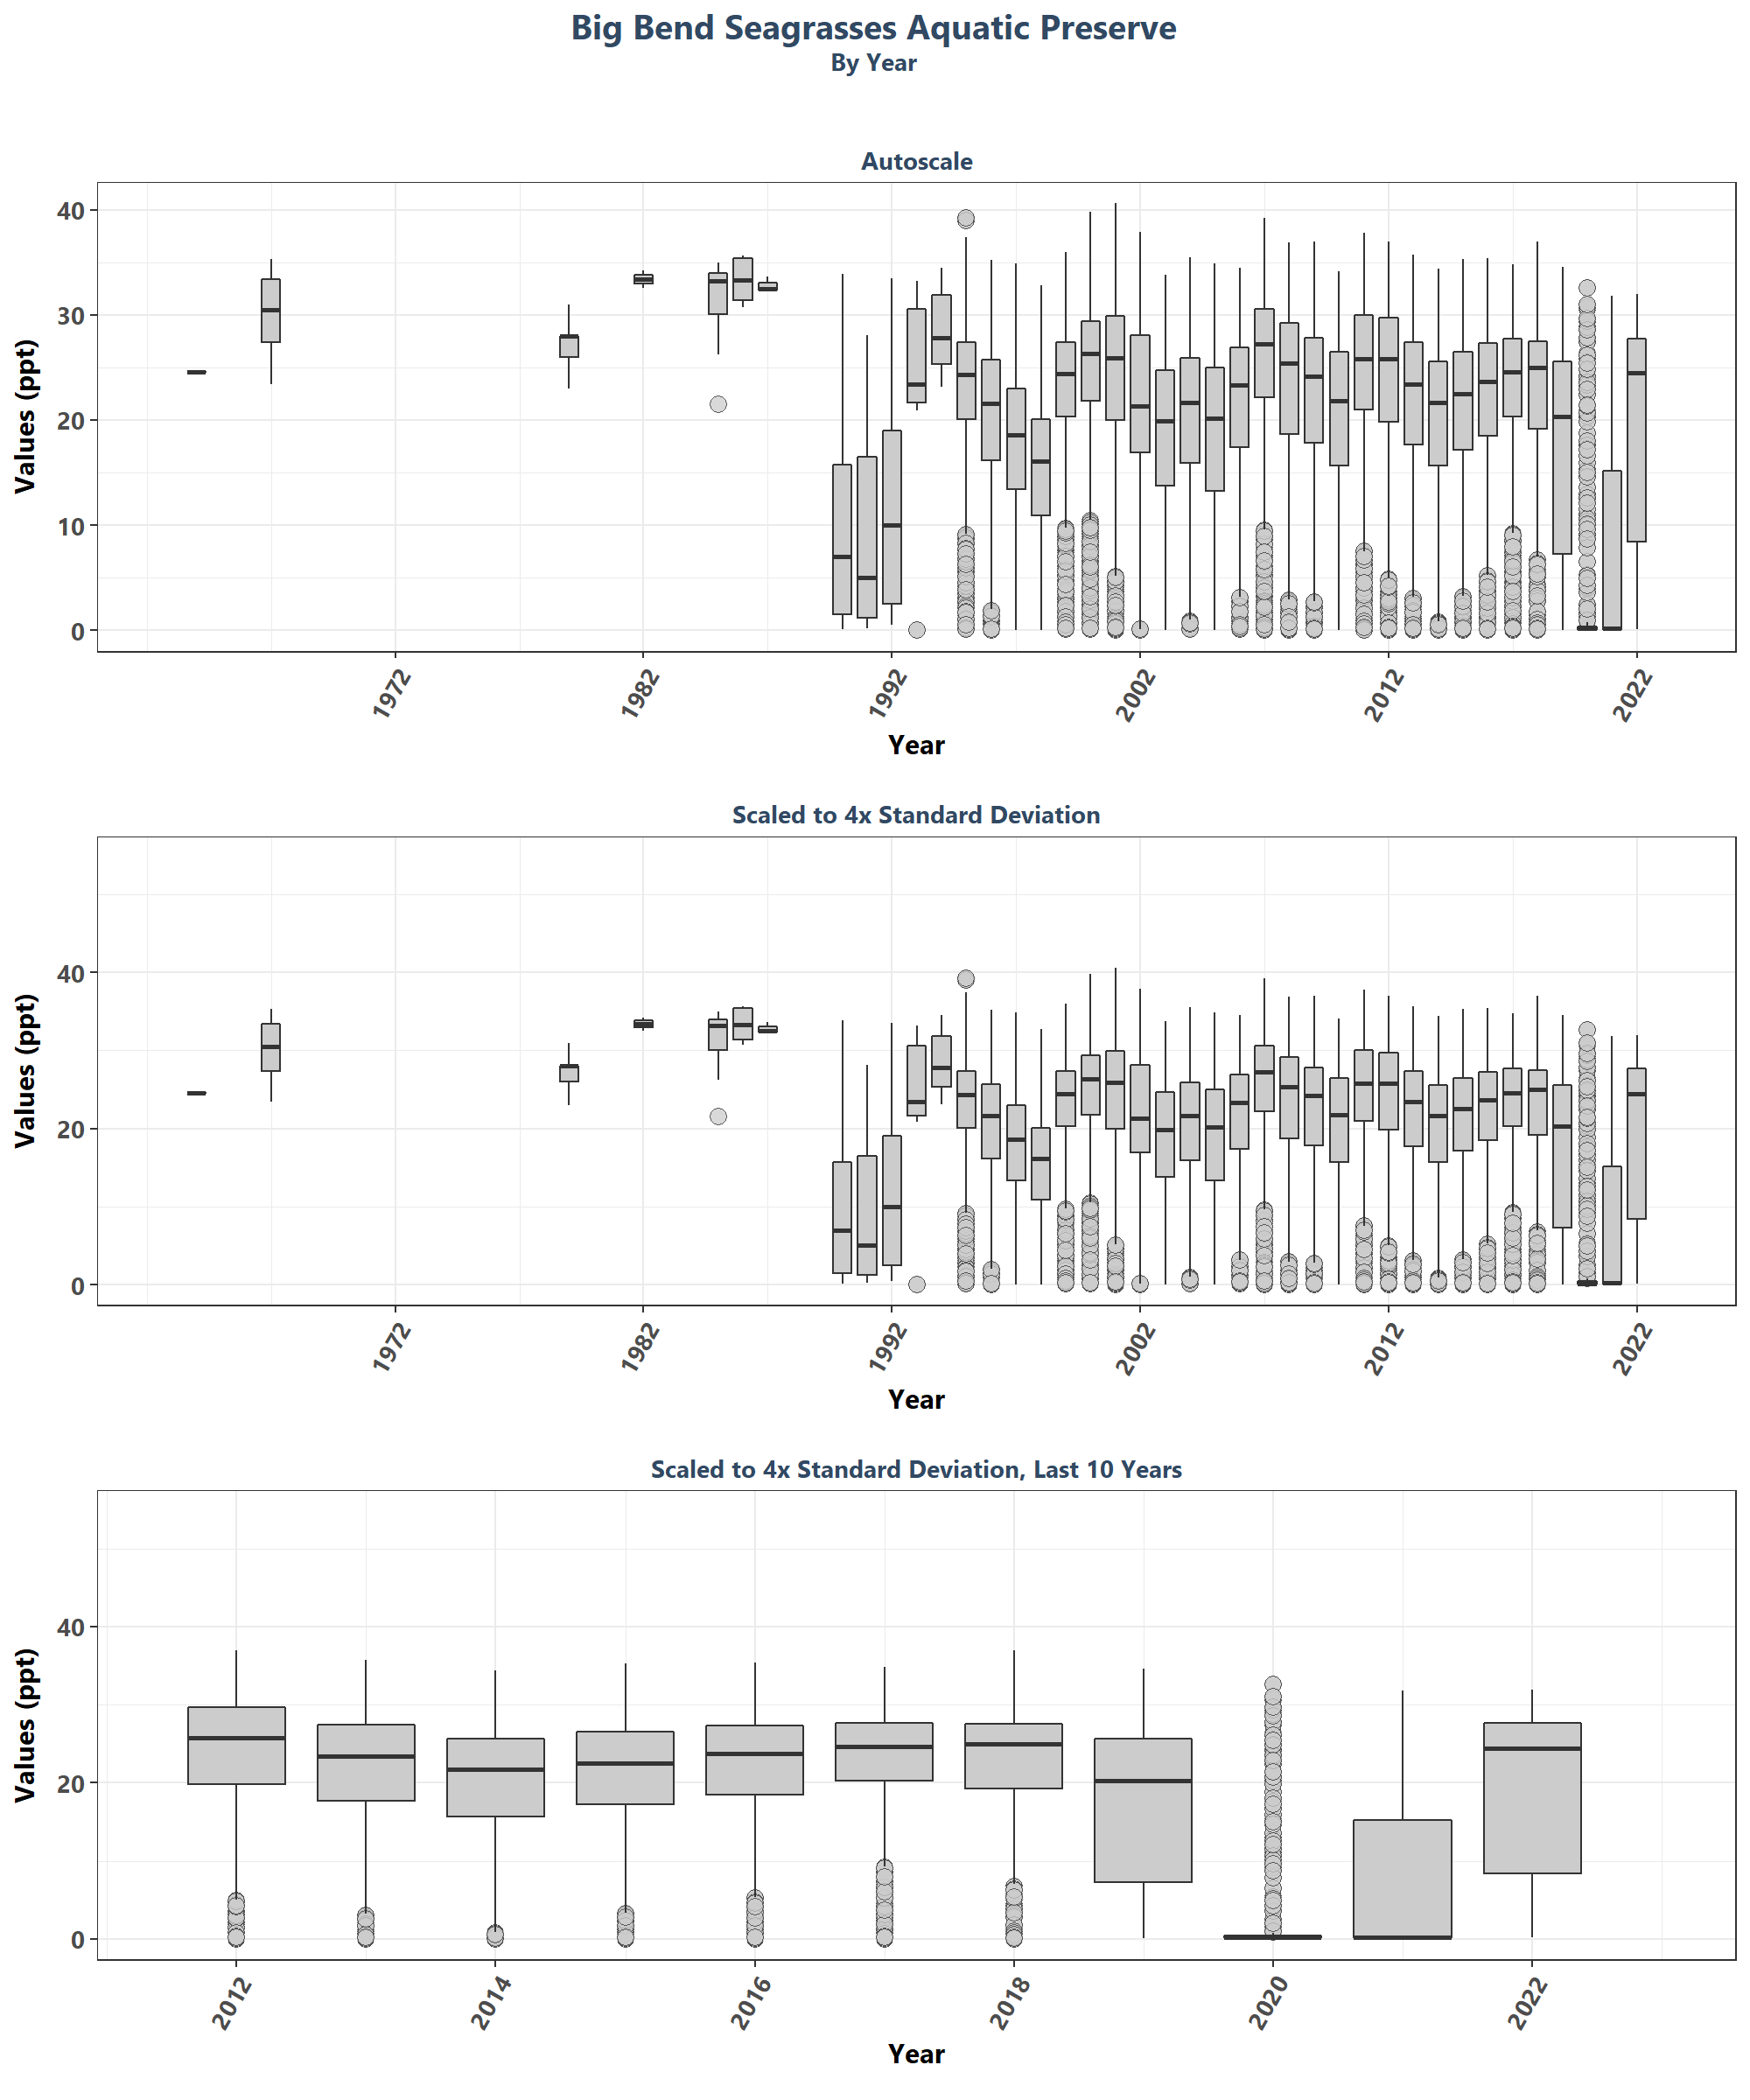 Big Bend Seagrasses Aquatic Preserve
By Year
Autoscale
Values (ppt)
40
30
20
10
0
1972
1982
1992
2002
2012
2022
Year
Scaled to 4x Standard Deviation
Values (ppt)
40
20
0
1972
1982
1992
2002
2012
2022
Year
Scaled to 4x Standard Deviation, Last 10 Years
Values (ppt)
40
20
0
2012
2014
2016
2018
2020
2022
Year